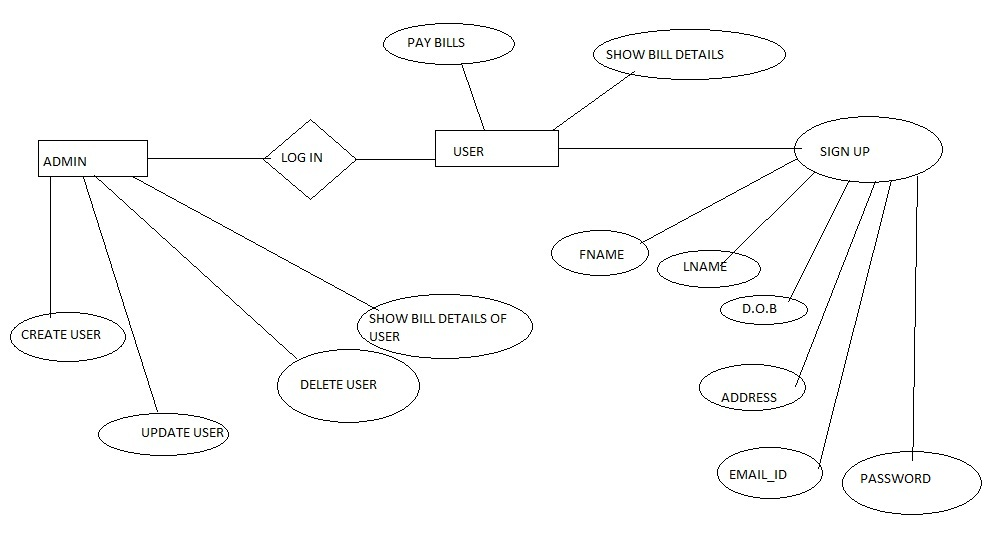 PAY BILLS
SHOW BILL DETAILS
ADMIN
LOG IN
USER
SIGN UP
FNAME
LNAME
D.O.B
CREATE USER
SHOW BILL DETAILS OF
USER
DELETE USER
ADDRESS
UPDATE USER
EMAIL_ID
PASSWORD